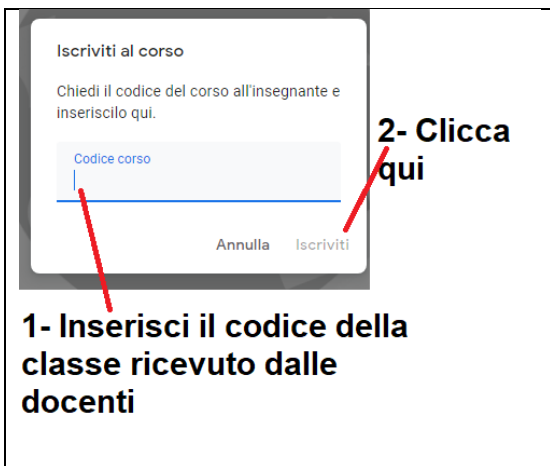 Iscriviti al corso
Chiedi il codice del corso all'insegnante e
inseriscilo qui.
Codice corso
Annulla Iscriviti
2- Clicca
qui
1- Inserisci il codice della
classe ricevuto dalle
docenti